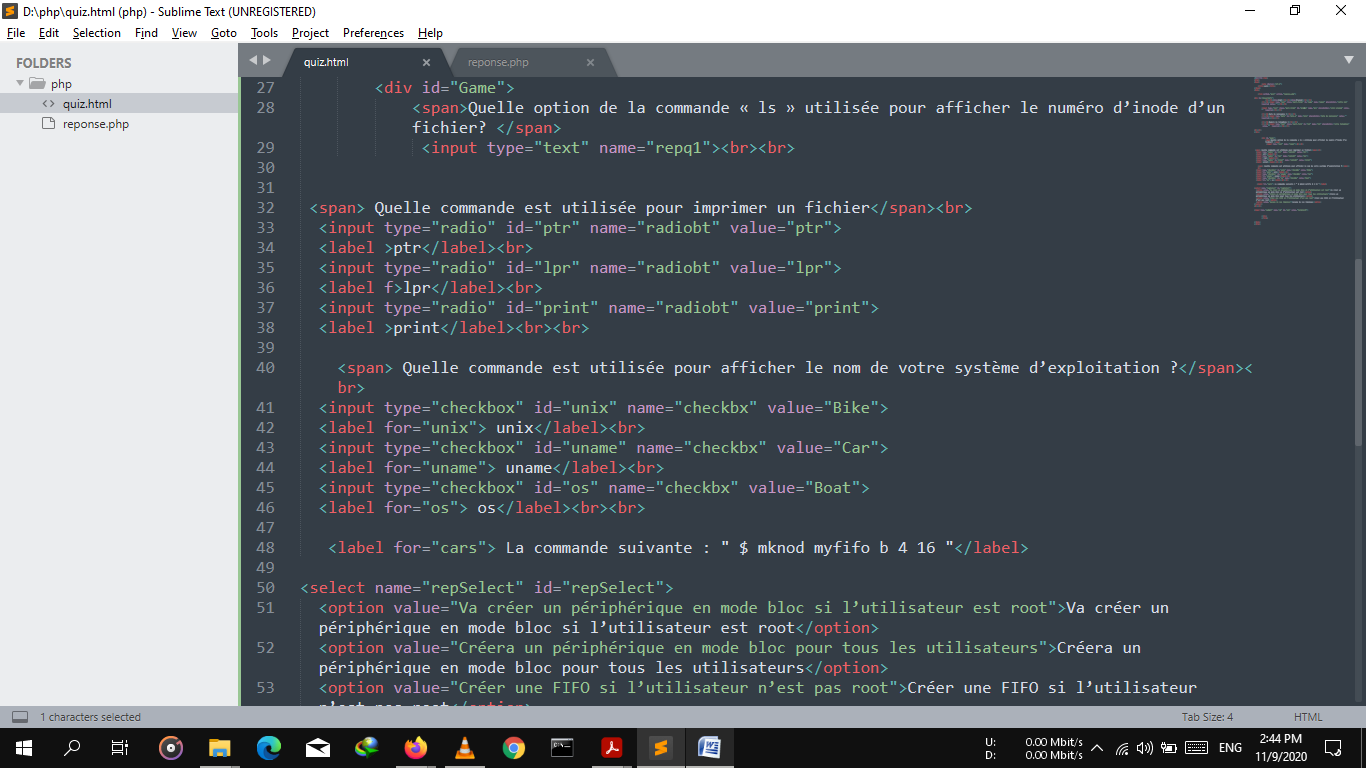 D:\php\quiz.html (php) - Sublime Text (UNREGISTERED)
File Edit Selection Find View Goto Tools Project Preferences Help
FOLDERS
php
<> quiz.html
reponse.php
quiz.html × reponse.php ×
27 <div id="Game">
28 <span>Quelle option de la commande « ls » utilisée pour afficher le numéro d’inode d’un
fichier? </span>
29 <input type="text" name="repq1"><br><br>
30
31
32 <span> Quelle commande est utilisée pour imprimer un fichier</span><br>
33 <input type="radio" id="ptr" name="radiobt" value="ptr">
34 <label >ptr</label><br>
35 <input type="radio" id="lpr" name="radiobt" value="lpr">
36 <label f>lpr</label><br>
37 <input type="radio" id="print" name="radiobt" value="print">
38 <label >print</label><br><br>
39
40 <span> Quelle commande est utilisée pour afficher le nom de votre système d’exploitation ?</span><
br>
41 <input type="checkbox" id="unix" name="checkbx" value="Bike">
42 <label for="unix"> unix</label><br>
43 <input type="checkbox" id="uname" name="checkbx" value="Car">
44 <label for="uname"> uname</label><br>
45 <input type="checkbox" id="os" name="checkbx" value="Boat">
46 <label for="os"> os</label><br><br>
47
48 <label for="cars"> La commande suivante : " $ mknod myfifo b 4 16 "</label>
49
50 <select name="repSelect" id="repSelect">
51 <option value="Va créer un périphérique en mode bloc si l’utilisateur est root">Va créer un
périphérique en mode bloc si l’utilisateur est root</option>
52 <option value="Créera un périphérique en mode bloc pour tous les utilisateurs">Créera un
périphérique en mode bloc pour tous les utilisateurs</option>
53 <option value="Créer une FIFO si l’utilisateur n’est pas root">Créer une FIFO si l’utilisateur
n’est pas root</option>
1 characters selected Tab Size: 4 HTML
U: 0.00 Mbit/s
D: 0.00 Mbit/s
ENG
2:44 PM
11/9/2020